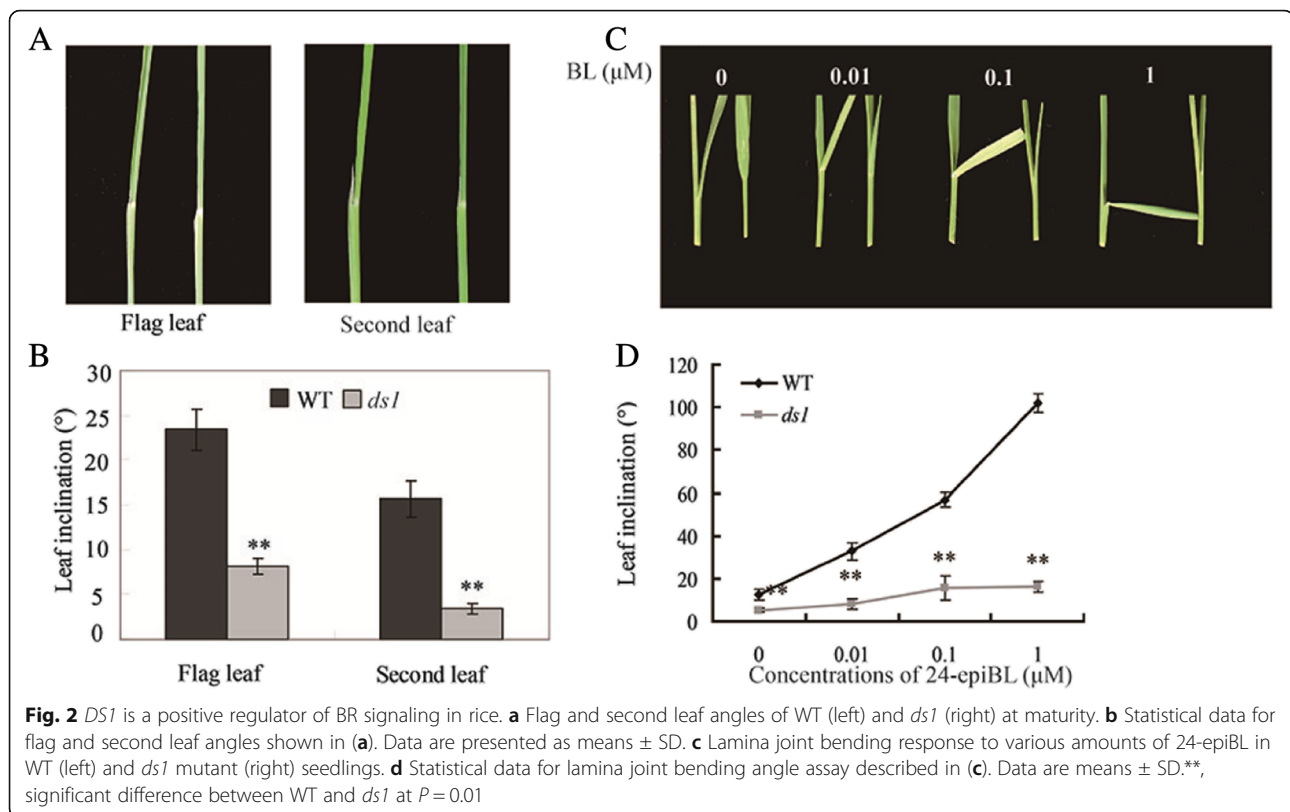 A
Flag leaf
Second leaf
C
BL (μM)
0
0.01
0.1
1
B
30
25
20
15
10
5
0
Leaf inclination (°)
WT
ds1
**
**
Flag leaf
Second leaf
D
120
100
80
60
40
20
0
Leaf inclination (°)
WT
ds1
**
**
**
**
0
0.01
0.1
1
Concentrations of 24-epiBL (μM)
Fig. 2 DS1 is a positive regulator of BR signaling in rice. a Flag and second leaf angles of WT (left) and ds1 (right) at maturity. b Statistical data for
flag and second leaf angles shown in (a). Data are presented as means ± SD. c Lamina joint bending response to various amounts of 24-epiBL in
WT (left) and ds1 mutant (right) seedlings. d Statistical data for lamina joint bending angle assay described in (c). Data are means ± SD.**,
significant difference between WT and ds1 at P = 0.01